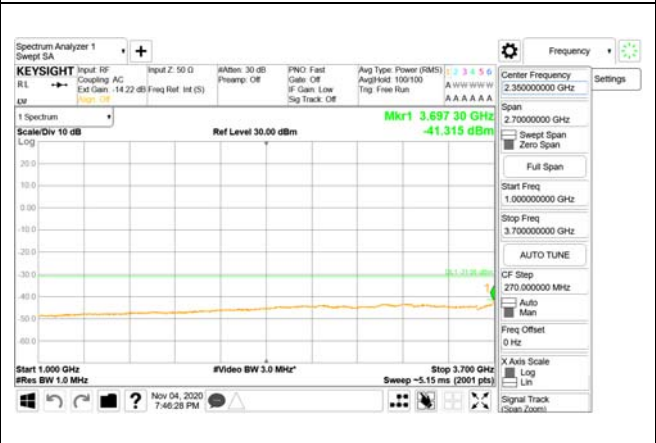 Spectrum Analyzer 1
Swept SA
Frequency
KEYSIGHT
RL
Input: RF
Coupling: AC
Ext Gain: -14.22 dB
Align: Off
Input Z: 50 Ω
Freq Ref: Int (S)
#Atten: 30 dB
Preamp: Off
PNO: Fast
Gate: Off
IF Gain: Low
Sig Track: Off
Avg Type: Power (RMS)
Avg|Hold: 100/100
Trig: Free Run
1 2 3 4 5 6
A W W W W W
A A A A A A
1 Spectrum
Scale/Div 10 dB
Log
Ref Level 30.00 dBm
Mkr1 3.697 30 GHz
-41.315 dBm
20.0
10.0
0.00
-10.0
-20.0
-30.0
-40.0
-50.0
-60.0
1
Start 1.000 GHz
#Res BW 1.0 MHz
#Video BW 3.0 MHz*
Stop 3.700 GHz
Sweep ~5.15 ms (2001 pts)
Nov 04, 2020
7:46:28 PM
Center Frequency
2.350000000 GHz
Settings
Span
2.70000000 GHz
Swept Span
Zero Span
Full Span
Start Freq
1.000000000 GHz
Stop Freq
3.700000000 GHz
AUTO TUNE
CF Step
270.000000 MHz
Auto
Man
Freq Offset
0 Hz
X Axis Scale
Log
Lin
Signal Track
(Span Zoom)